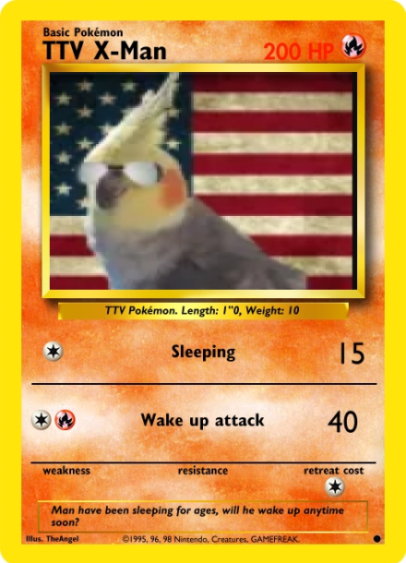 Basic Pokémon
TTV X-Man
200 HP
TTV Pokémon. Length: 1"0, Weight: 10
Sleeping 15
Wake up attack 40
weakness resistance retreat cost
Man have been sleeping for ages, will he wake up anytime
soon?
Illus. TheAngel ©1995, 96, 98 Nintendo, Creatures, GAMEFREAK.